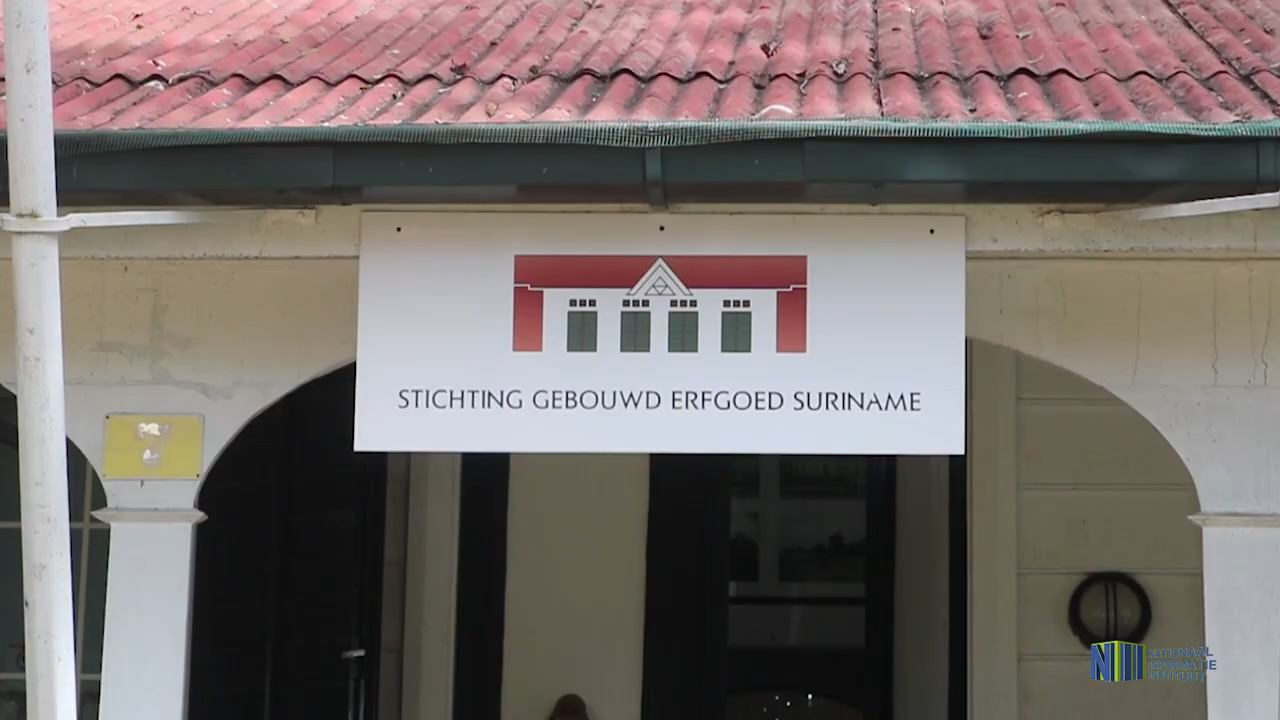 STICHTING GEBOUWD ERFGOED SURINAME
NATIONAAL
INFORMATIE
INSTITUUT